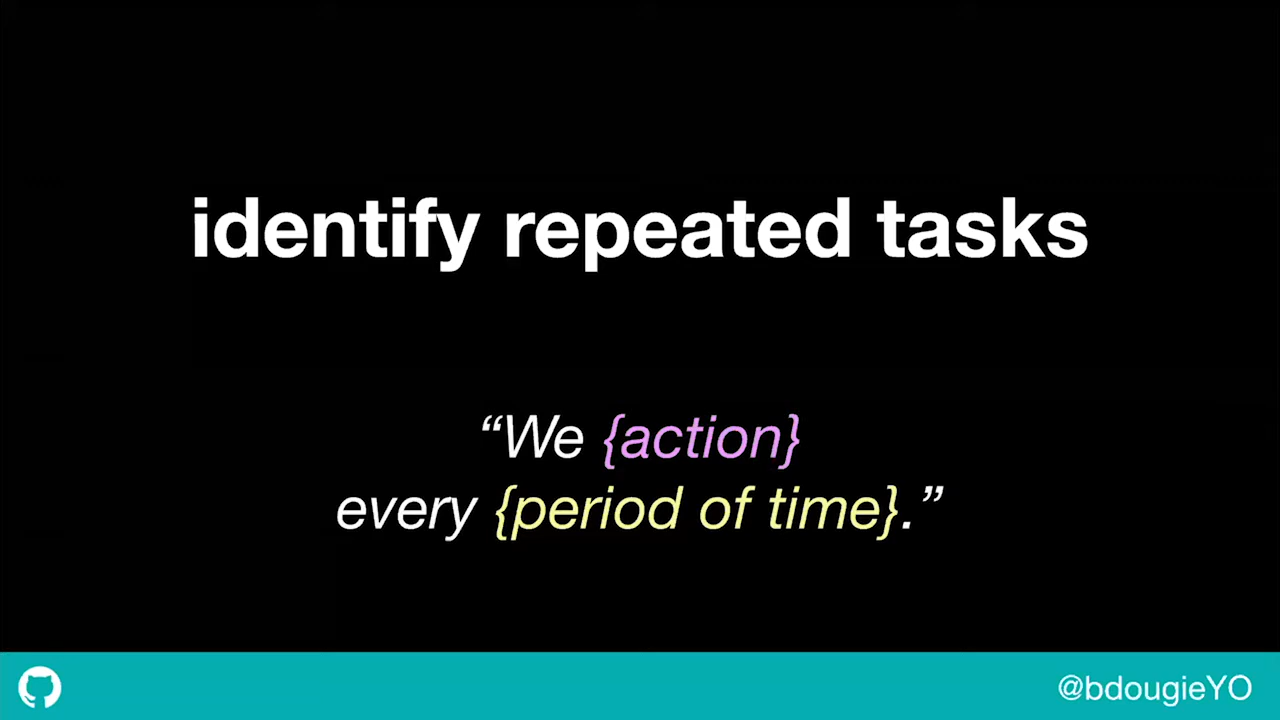 identify repeated tasks
“We {action}
every {period of time}.”
@bdougieYO